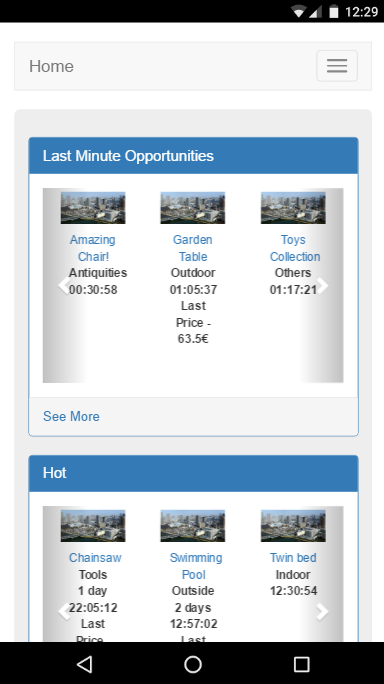 12:29
Home
Last Minute Opportunities
Amazing Chair!
Antiquities
00:30:58
Garden Table
Outdoor
01:05:37
Last Price - 63.5€
Toys Collection
Others
01:17:21
See More
Hot
Chainsaw
Tools
1 day
22:05:12
Last
Price
Swimming Pool
Outside
2 days
12:57:02
Last
Twin bed
Indoor
12:30:54